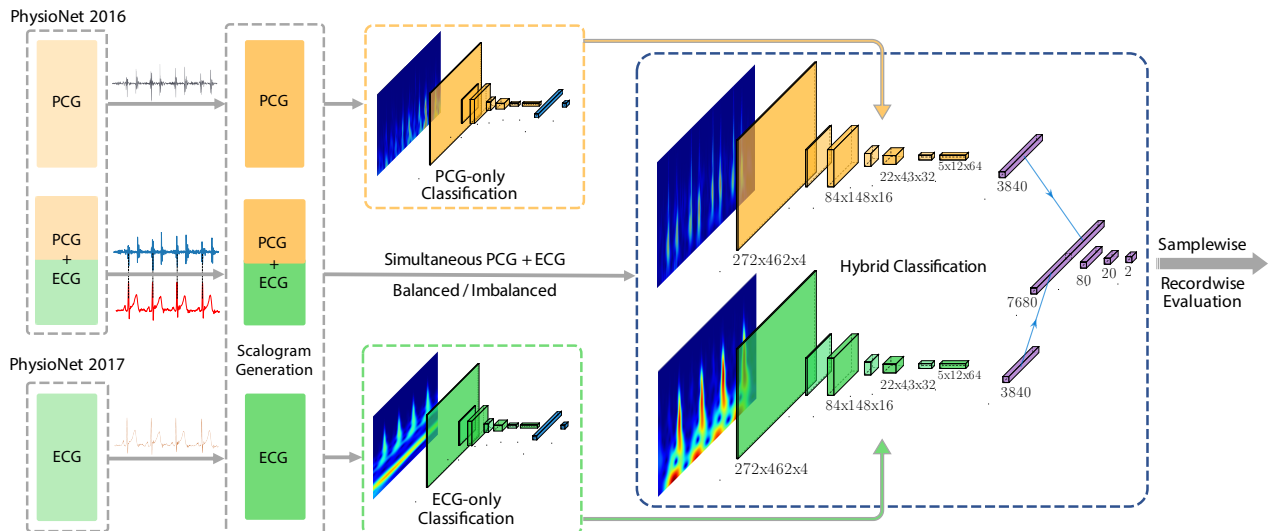 PhysioNet 2016
PCG
PCG
PCG-only
Classification
PCG
+
ECG
PCG
+
ECG
Simultaneous PCG + ECG
Balanced / Imbalanced
PhysioNet 2017
Scalogram
Generation
ECG
ECG
ECG-only
Classification
272x462x4
84x148x16
22x43x32
5x12x64
3840
Hybrid Classification
7680
80
20
2
272x462x4
84x148x16
22x43x32
5x12x64
3840
Samplewise
Recordwise
Evaluation